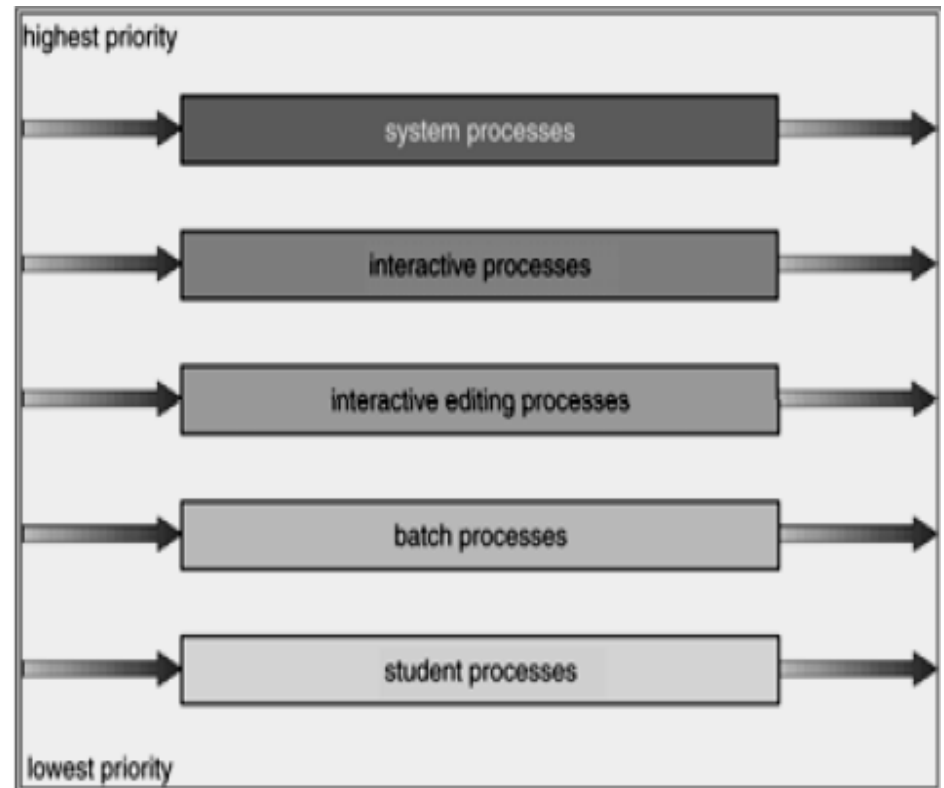 highest priority
system processes
interactive processes
interactive editing processes
batch processes
student processes
lowest priority